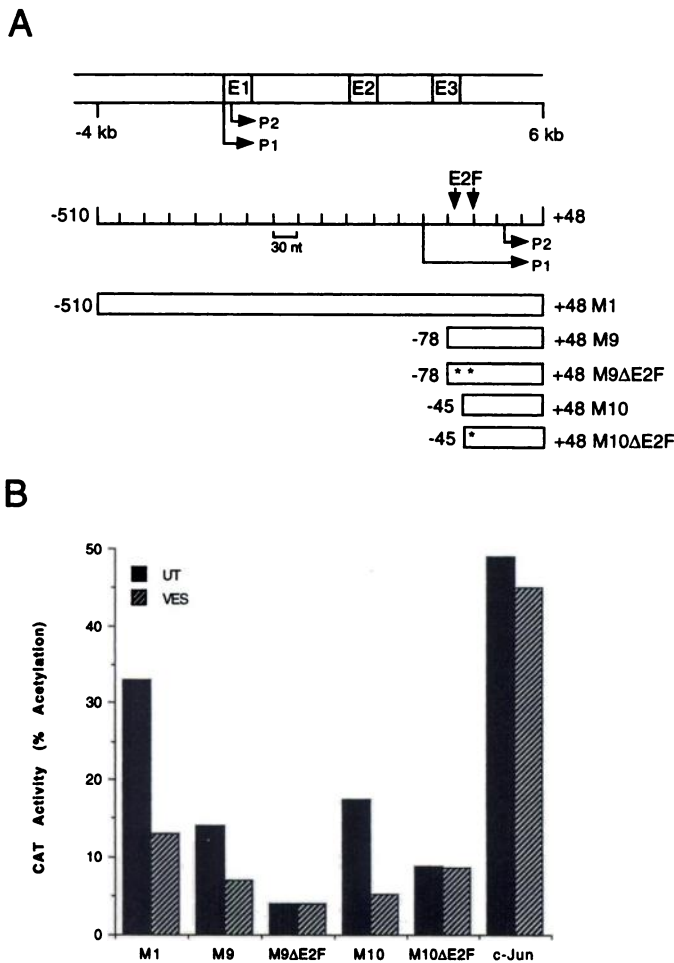 A
E1 E2 E3
-4 kb P2 6 kb
P1
E2F
-510 +48
30 nt P2
P1
-510 +48 M1
-78 +48 M9
-78 * * +48 M9ΔE2F
-45 +48 M10
-45 * +48 M10ΔE2F
B
CAT Activity (% Acetylation)
50
40
30
20
10
0
UT
VES
M1 M9 M9ΔE2F M10 M10ΔE2F c-Jun